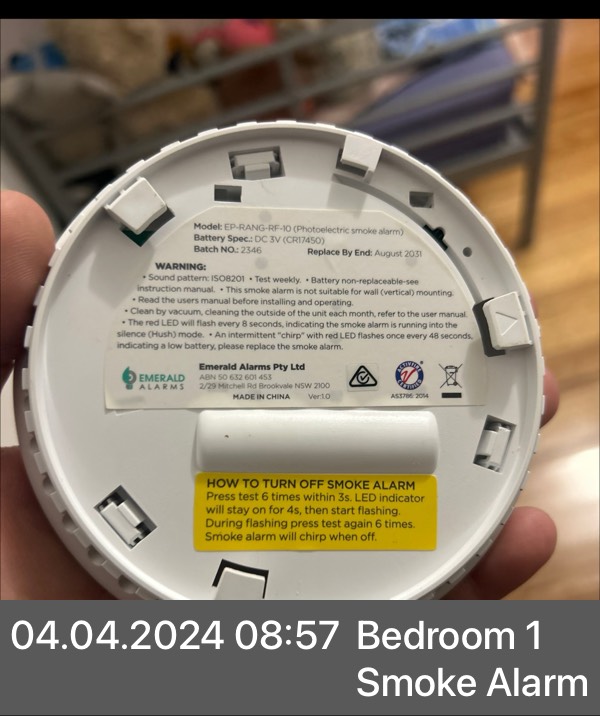 Model: EP-RANG-RF-10 (Photoelectric smoke alarm)
Battery Spec.: DC 3V (CR17450)
Batch NO.: 2346 Replace By End: August 2031
WARNING:
• Sound pattern: ISO8201 • Test weekly. • Battery non-replaceable-see
instruction manual. • This smoke alarm is not suitable for wall (vertical) mounting.
• Read the users manual before installing and operating.
• Clean by vacuum, cleaning the outside of the unit each month, refer to the user manual.
• The red LED will flash every 8 seconds, indicating the smoke alarm is running into the
silence (Hush) mode. • An intermittent "chirp" with red LED flashes once every 48 seconds,
indicating a low battery, please replace the smoke alarm.
EMERALD
ALARMS
Emerald Alarms Pty Ltd
ABN 50 632 601 453
2/29 Mitchell Rd Brookvale NSW 2100
MADE IN CHINA Ver:1.0
AS3786:2014
HOW TO TURN OFF SMOKE ALARM
Press test 6 times within 3s. LED indicator
will stay on for 4s, then start flashing.
During flashing press test again 6 times.
Smoke alarm will chirp when off.
04.04.2024 08:57 Bedroom 1
Smoke Alarm